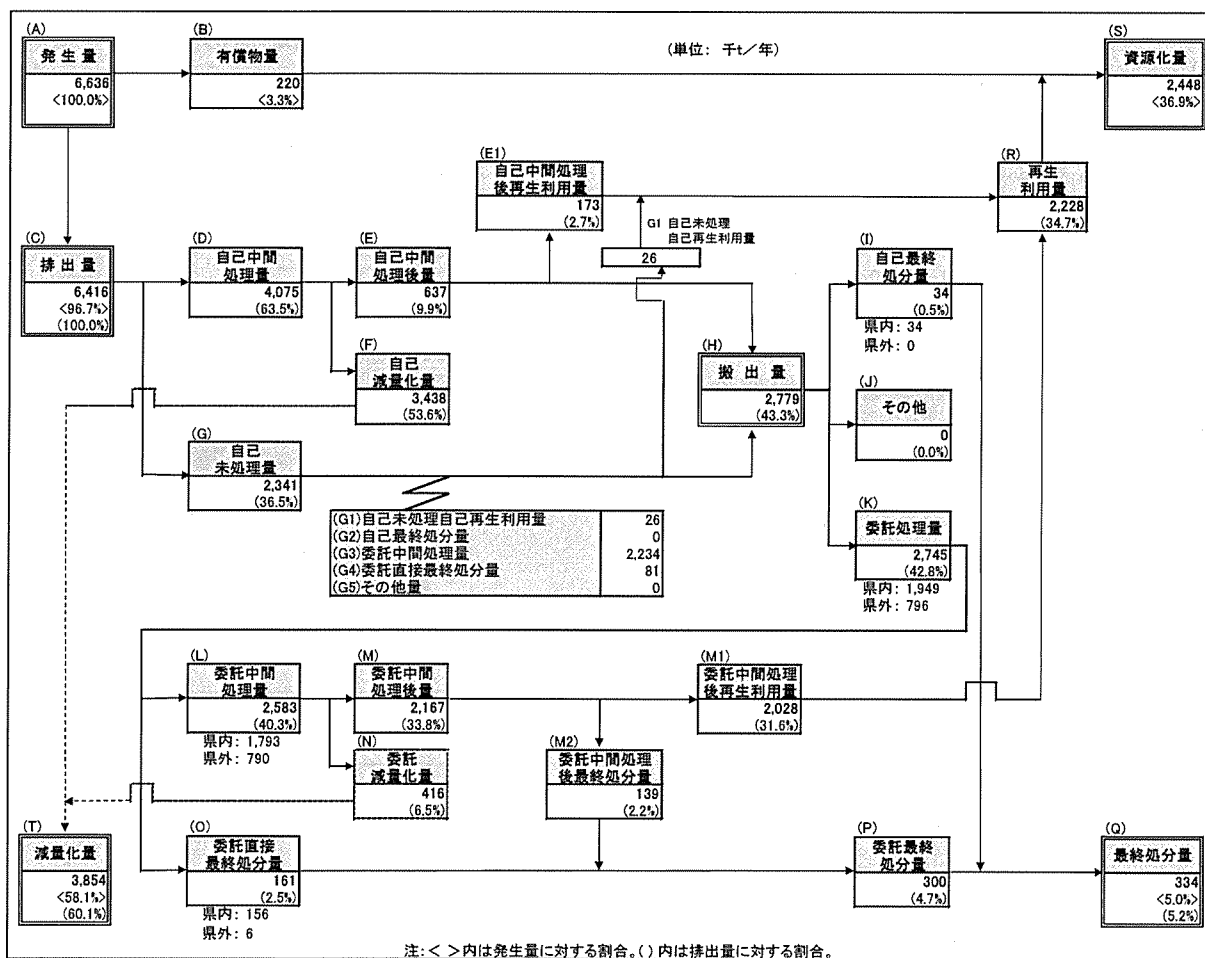 (A)
発生量
6,636
<100.0%>
(B)
有償物量
220
<3.3%>
(単位: 千t/年)
(S)
資源化量
2,448
<36.9%>
(E1)
自己中間処理
後再生利用量
173
(2.7%)
G1 自己未処理
自己再生利用量
26
(R)
再生
利用量
2,228
(34.7%)
(C)
排出量
6,416
<96.7%>
(100.0%)
(D)
自己中間
処理量
4,075
(63.5%)
(E)
自己中間
処理後量
637
(9.9%)
(I)
自己最終
処分量
34
(0.5%)
県内: 34
県外: 0
(F)
自己
減量化量
3,438
(53.6%)
(H)
搬出量
2,779
(43.3%)
(J)
その他
0
(0.0%)
(G)
自己
未処理量
2,341
(36.5%)
(G1)自己未処理自己再生利用量 26
(G2)自己最終処分量 0
(G3)委託中間処理量 2,234
(G4)委託直接最終処分量 81
(G5)その他量 0
(K)
委託処理量
2,745
(42.8%)
県内: 1,949
県外: 796
(L)
委託中間
処理量
2,583
(40.3%)
県内: 1,793
県外: 790
(M)
委託中間
処理後量
2,167
(33.8%)
(M1)
委託中間処理
後再生利用量
2,028
(31.6%)
(N)
委託
減量化量
416
(6.5%)
(M2)
委託中間処理
後最終処分量
139
(2.2%)
(T)
減量化量
3,854
<58.1%>
(60.1%)
(O)
委託直接
最終処分量
161
(2.5%)
県内: 156
県外: 6
(P)
委託最終
処分量
300
(4.7%)
(Q)
最終処分量
334
<5.0%>
(5.2%)
注:< >内は発生量に対する割合。( )内は排出量に対する割合。